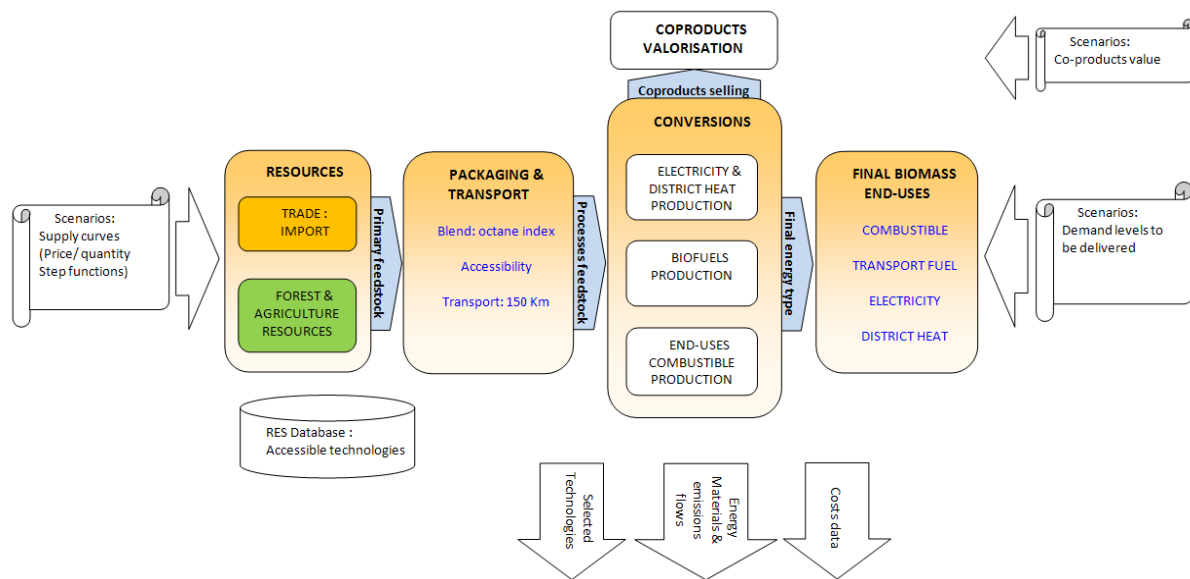 COPRODUCTS
VALORISATION
Scenarios:
Co-products value
Coproducts selling
Scenarios:
Supply curves
(Price/ quantity
Step functions)
RESOURCES
TRADE :
IMPORT
FOREST &
AGRICULTURE
RESOURCES
Primary feedstock
PACKAGING &
TRANSPORT
Blend: octane index
Accessibility
Transport: 150 Km
Processes feedstock
CONVERSIONS
ELECTRICITY &
DISTRICT HEAT
PRODUCTION
BIOFUELS
PRODUCTION
END-USES
COMBUSTIBLE
PRODUCTION
Final energy type
FINAL BIOMASS
END-USES
COMBUSTIBLE
TRANSPORT FUEL
ELECTRICITY
DISTRICT HEAT
Scenarios:
Demand levels to
be delivered
RES Database :
Accessible technologies
Selected
Technologies
Energy
Materials &
emissions
flows
Costs data